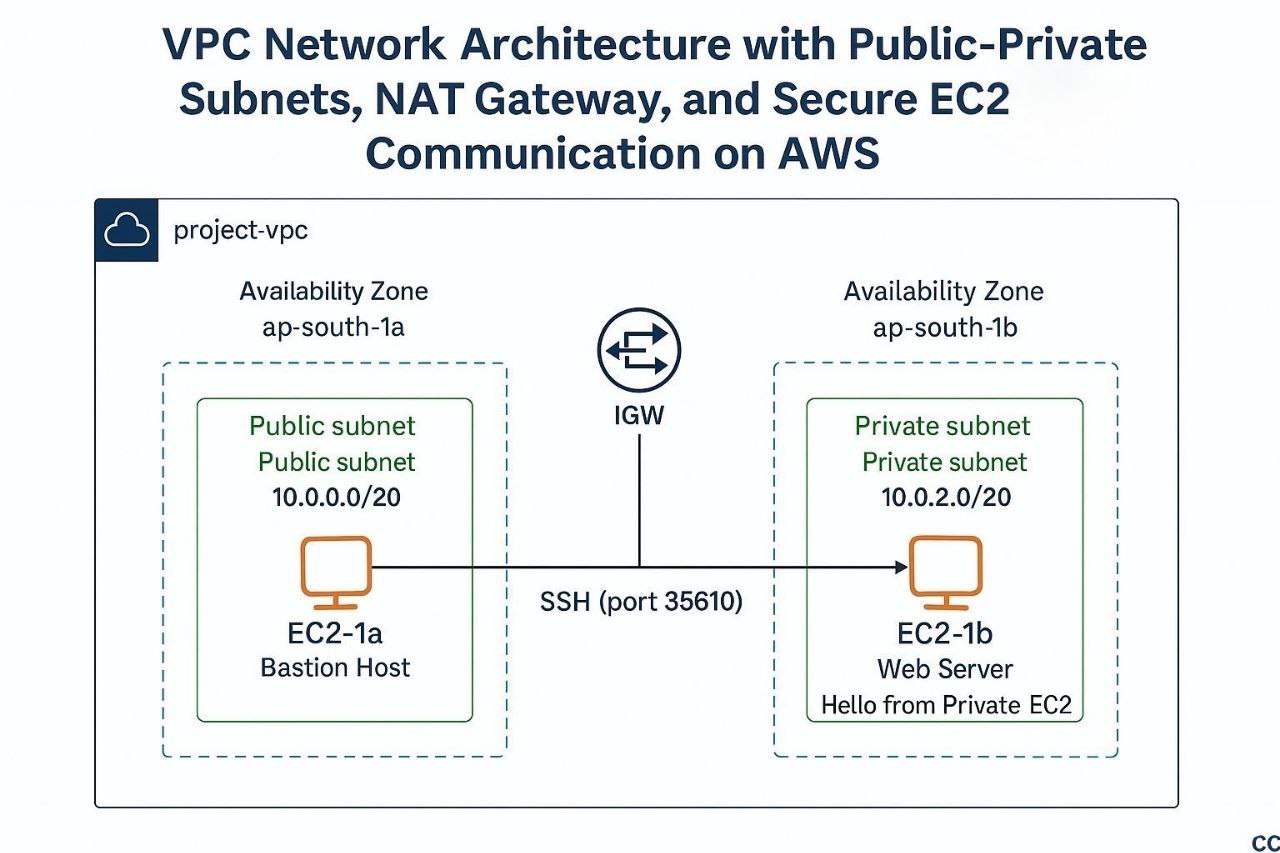 VPC Network Architecture with Public-Private
Subnets, NAT Gateway, and Secure EC2
Communication on AWS
project-vpc
Availability Zone
ap-south-1a
Public subnet
Public subnet
10.0.0.0/20
EC2-1a
Bastion Host
IGW
SSH (port 35610)
Availability Zone
ap-south-1b
Private subnet
Private subnet
10.0.2.0/20
EC2-1b
Web Server
Hello from Private EC2
CC